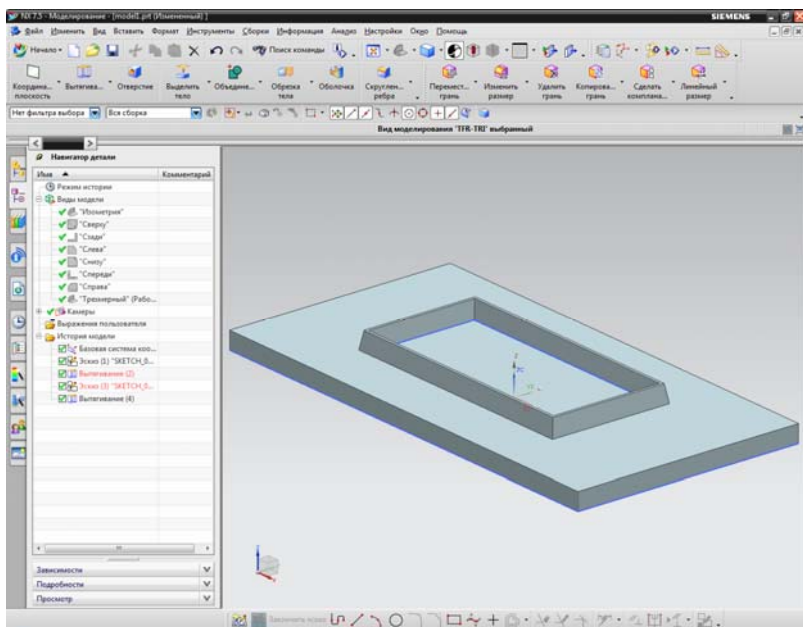 NX 7.5 - Моделирование - [model1.prt (Измененный) ]
SIEMENS
Файл Изменить Вид Вставить Формат Инструменты Сборки Информация Анализ Настройки Окно Помощь
Начало Поиск команды
Координа... плоскость
Вытягива...
Отверстие
Выделить тело
Объедине...
Обрезка тела
Оболочка
Скруглен... ребра
Перемест... грань
Изменить размер
Удалить грань
Копирова... грань
Сделать компланa...
Линейный размер
Нет фильтра выбора Вся сборка
Вид моделирования "TFR-TRI" выбранный
Навигатор детали
Имя Комментарий
Режим истории
Виды модели
"Изометрия"
"Сверху"
"Сзади"
"Слева"
"Снизу"
"Спереди"
"Справа"
"Трехмерный" (Рабо...
Камеры
Выражения пользователя
История модели
Базовая система коо...
Эскиз (1) "SKETCH_0...
Вытягивание (2)
Эскиз (3) "SKETCH_0...
Вытягивание (4)
Зависимости
Подробности
Просмотр
Закончить эскиз